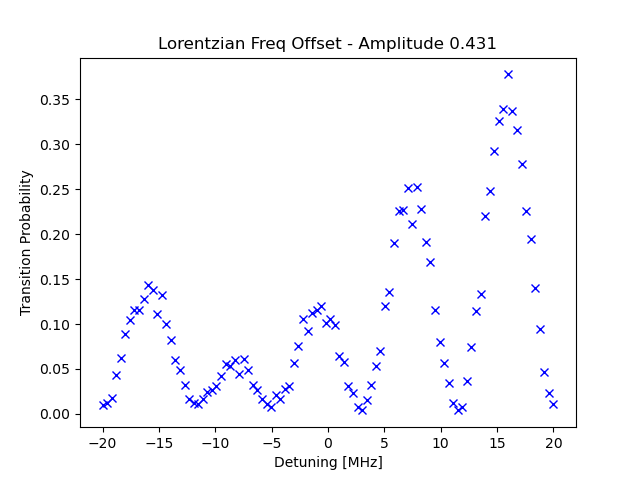 Lorentzian Freq Offset - Amplitude 0.431
Transition Probability
0.35
0.30
0.25
0.20
0.15
0.10
0.05
0.00
−20 −15 −10 −5 0 5 10 15 20
Detuning [MHz]